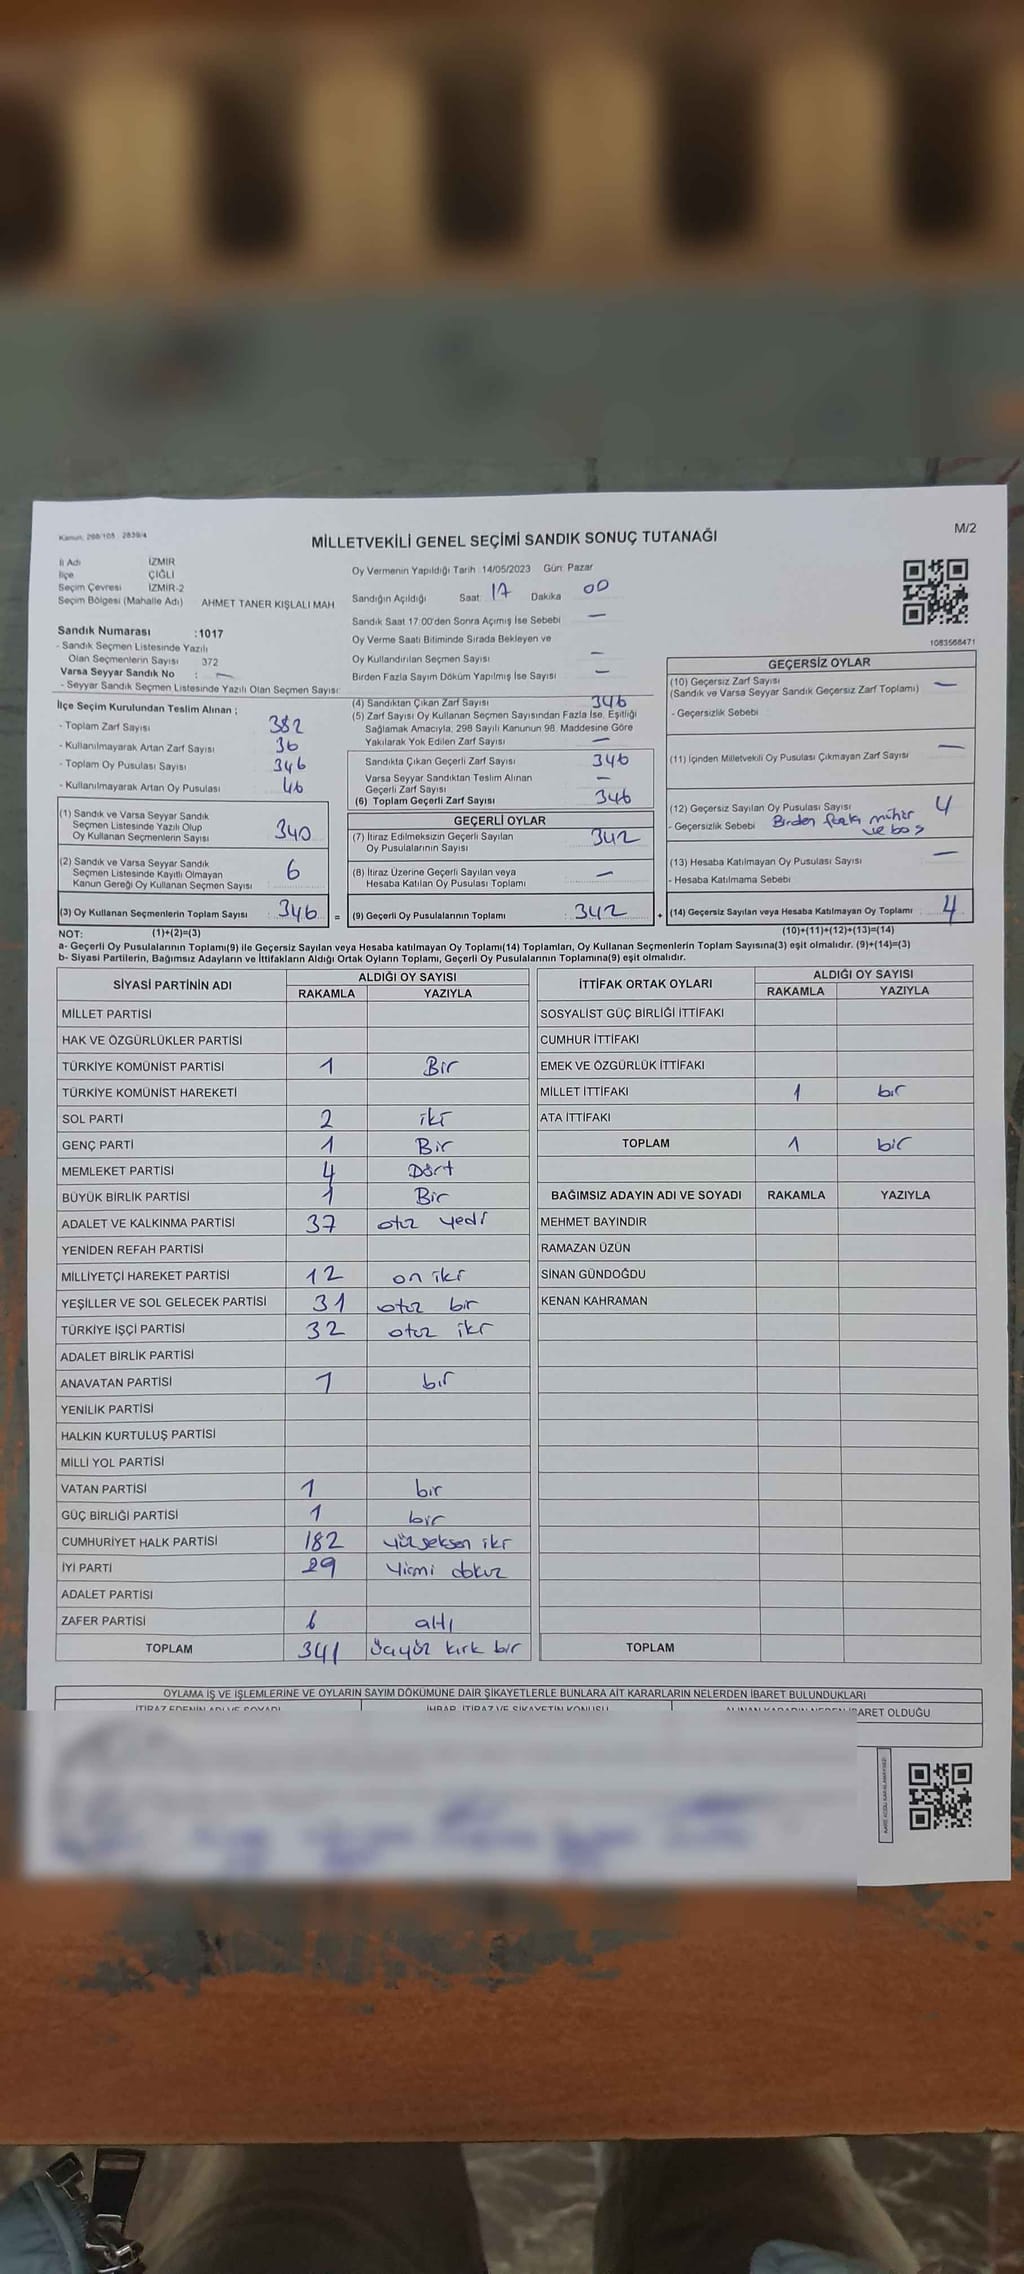 Kanun: 298/105 2839/4
M/2
MİLLETVEKİLİ GENEL SEÇİMİ SANDIK SONUÇ TUTANAĞI
İl Adı İZMİR
İlçe ÇİĞLİ
Seçim Çevresi İZMİR-2
Seçim Bölgesi (Mahalle Adı) AHMET TANER KIŞLALI MAH
Oy Vermenin Yapıldığı Tarih :14/05/2023 Gün: Pazar
Sandığın Açıldığı Saat: 17 Dakika 00
Sandık Saat 17:00'den Sonra Açımış İse Sebebi —
Oy Verme Saati Bitiminde Sırada Bekleyen ve
Oy Kullandırılan Seçmen Sayısı —
Birden Fazla Sayım Döküm Yapılmış İse Sayısı —
1083568471
Sandık Numarası :1017
- Sandık Seçmen Listesinde Yazılı
Olan Seçmenlerin Sayısı 372
Varsa Seyyar Sandık No : —
- Seyyar Sandık Seçmen Listesinde Yazılı Olan Seçmen Sayısı:
İlçe Seçim Kurulundan Teslim Alınan ;
- Toplam Zarf Sayısı 382
- Kullanılmayarak Artan Zarf Sayısı 36
- Toplam Oy Pusulası Sayısı 346
- Kullanılmayarak Artan Oy Pusulası 46
(1) Sandık ve Varsa Seyyar Sandık
Seçmen Listesinde Yazılı Olup
Oy Kullanan Seçmenlerin Sayısı 340
(2) Sandık ve Varsa Seyyar Sandık
Seçmen Listesinde Kayıtlı Olmayan
Kanun Gereği Oy Kullanan Seçmen Sayısı 6
(3) Oy Kullanan Seçmenlerin Toplam Sayısı : 346 =
(4) Sandıktan Çıkan Zarf Sayısı 346
(5) Zarf Sayısı Oy Kullanan Seçmen Sayısından Fazla İse, Eşitliği
Sağlamak Amacıyla, 298 Sayılı Kanunun 98. Maddesine Göre
Yakılarak Yok Edilen Zarf Sayısı —
Sandıkta Çıkan Geçerli Zarf Sayısı 346
Varsa Seyyar Sandıktan Teslim Alınan
Geçerli Zarf Sayısı —
(6) Toplam Geçerli Zarf Sayısı 346
GEÇERLİ OYLAR
(7) İtiraz Edilmeksizin Geçerli Sayılan
Oy Pusulalarının Sayısı 342
(8) İtiraz Üzerine Geçerli Sayılan veya
Hesaba Katılan Oy Pusulası Toplamı —
(9) Geçerli Oy Pusulalarının Toplamı : 342 +
GEÇERSİZ OYLAR
(10) Geçersiz Zarf Sayısı —
(Sandık ve Varsa Seyyar Sandık Geçersiz Zarf Toplamı)
- Geçersizlik Sebebi
(11) İçinden Milletvekili Oy Pusulası Çıkmayan Zarf Sayısı —
(12) Geçersiz Sayılan Oy Pusulası Sayısı 4
- Geçersizlik Sebebi Birden fazla mühür
ve boş
(13) Hesaba Katılmayan Oy Pusulası Sayısı —
- Hesaba Katılmama Sebebi
(14) Geçersiz Sayılan veya Hesaba Katılmayan Oy Toplamı : 4
NOT: (1)+(2)=(3) (10)+(11)+(12)+(13)=(14)
a- Geçerli Oy Pusulalarının Toplamı(9) ile Geçersiz Sayılan veya Hesaba katılmayan Oy Toplamı(14) Toplamları, Oy Kullanan Seçmenlerin Toplam Sayısına(3) eşit olmalıdır. (9)+(14)=(3)
b- Siyasi Partilerin, Bağımsız Adayların ve İttifakların Aldığı Ortak Oyların Toplamı, Geçerli Oy Pusulalarının Toplamına(9) eşit olmalıdır.
SİYASİ PARTİNİN ADI ALDIĞI OY SAYISI
RAKAMLA YAZIYLA
MİLLET PARTİSİ
HAK VE ÖZGÜRLÜKLER PARTİSİ
TÜRKİYE KOMÜNİST PARTİSİ 1 Bir
TÜRKİYE KOMÜNİST HAREKETİ
SOL PARTİ 2 iki
GENÇ PARTİ 1 Bir
MEMLEKET PARTİSİ 4 Dört
BÜYÜK BİRLİK PARTİSİ 1 Bir
ADALET VE KALKINMA PARTİSİ 37 otuz yedi
YENİDEN REFAH PARTİSİ
MİLLİYETÇİ HAREKET PARTİSİ 12 on iki
YEŞİLLER VE SOL GELECEK PARTİSİ 31 otuz bir
TÜRKİYE İŞÇİ PARTİSİ 32 otuz iki
ADALET BİRLİK PARTİSİ
ANAVATAN PARTİSİ 1 bir
YENİLİK PARTİSİ
HALKIN KURTULUŞ PARTİSİ
MİLLİ YOL PARTİSİ
VATAN PARTİSİ 1 bir
GÜÇ BİRLİĞİ PARTİSİ 1 bir
CUMHURİYET HALK PARTİSİ 182 yüzseksen iki
İYİ PARTİ 29 yirmi dokuz
ADALET PARTİSİ
ZAFER PARTİSİ 6 altı
TOPLAM 341 üçyüz kırk bir
İTTİFAK ORTAK OYLARI ALDIĞI OY SAYISI
RAKAMLA YAZIYLA
SOSYALİST GÜÇ BİRLİĞİ İTTİFAKI
CUMHUR İTTİFAKI
EMEK VE ÖZGÜRLÜK İTTİFAKI
MİLLET İTTİFAKI 1 bir
ATA İTTİFAKI
TOPLAM 1 bir
BAĞIMSIZ ADAYIN ADI VE SOYADI RAKAMLA YAZIYLA
MEHMET BAYINDIR
RAMAZAN ÜZÜN
SİNAN GÜNDOĞDU
KENAN KAHRAMAN
TOPLAM
OYLAMA İŞ VE İŞLEMLERİNE VE OYLARIN SAYIM DÖKÜMÜNE DAİR ŞİKAYETLERLE BUNLARA AİT KARARLARIN NELERDEN İBARET BULUNDUKLARI
İTİRAZ EDENİN ADI VE SOYADI İHBAR, İTİRAZ VE ŞİKAYETİN KONUSU ALINAN KARARIN NEDEN İBARET OLDUĞU